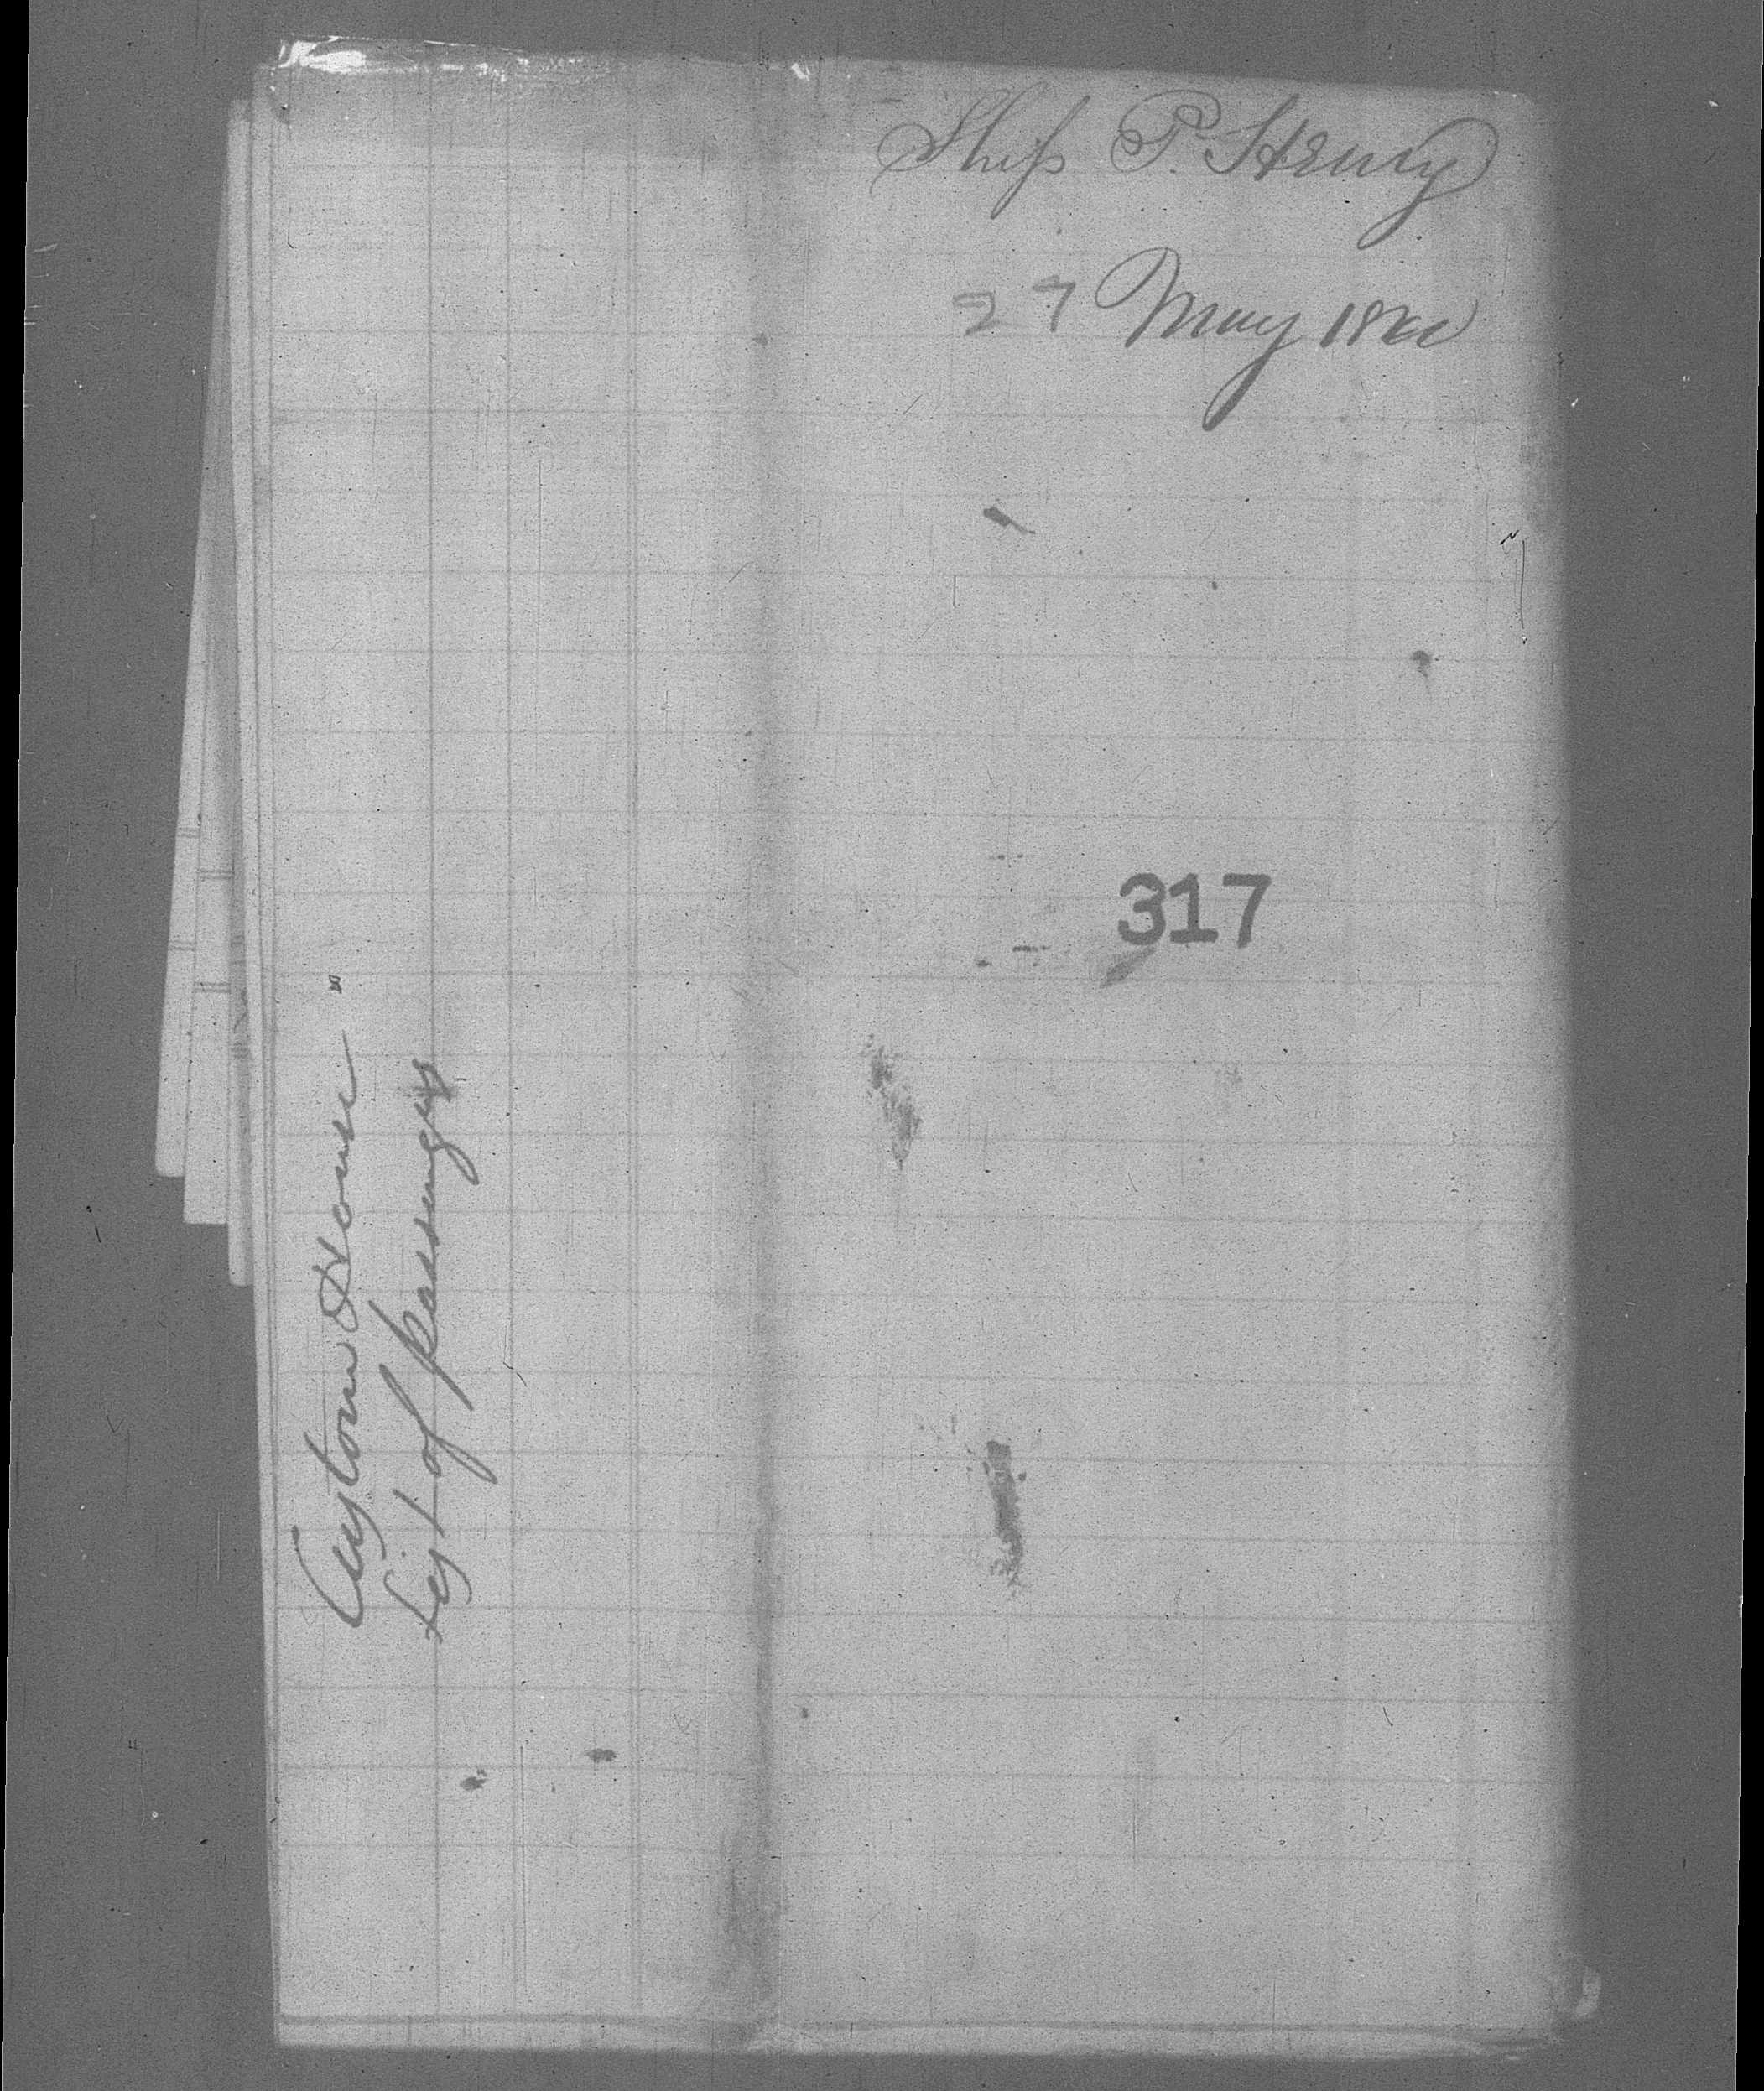 Ship P. Henry
27 May 18
317
Custom House
List of passengers